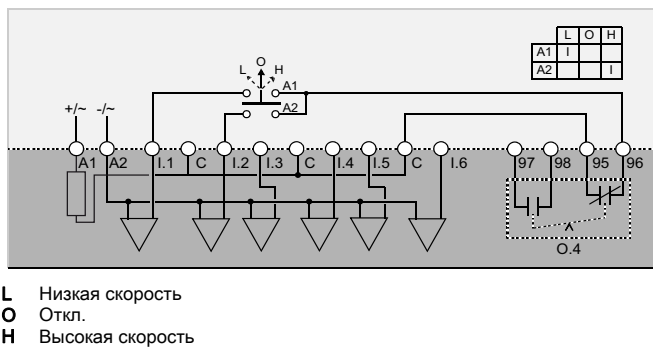 L O H
A1 I
A2 I
O
L H
A1
A2
+/~ -/~
A1 A2 I.1 C I.2 I.3 C I.4 I.5 C I.6 97 98 95 96
O.4
L Низкая скорость
O Откл.
H Высокая скорость